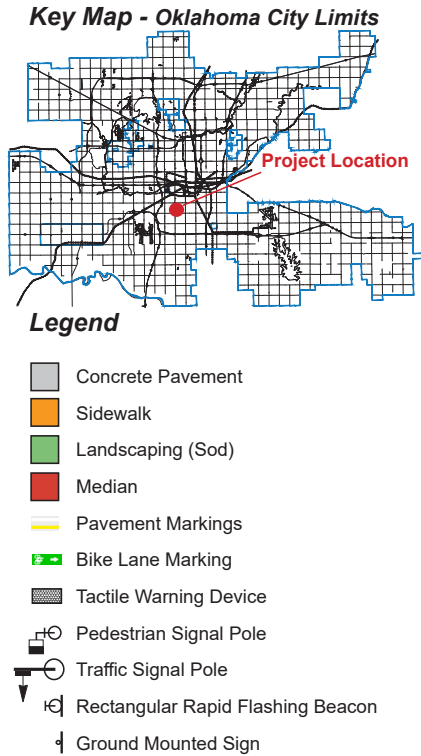 Key Map - Oklahoma City Limits
Project Location
Legend
Concrete Pavement
Sidewalk
Landscaping (Sod)
Median
Pavement Markings
Bike Lane Marking
Tactile Warning Device
Pedestrian Signal Pole
Traffic Signal Pole
Rectangular Rapid Flashing Beacon
Ground Mounted Sign